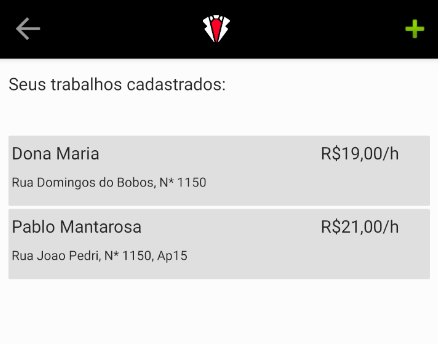 Seus trabalhos cadastrados:
Dona Maria R$19,00/h
Rua Domingos do Bobos, N* 1150
Pablo Mantarosa R$21,00/h
Rua Joao Pedri, N* 1150, Ap15